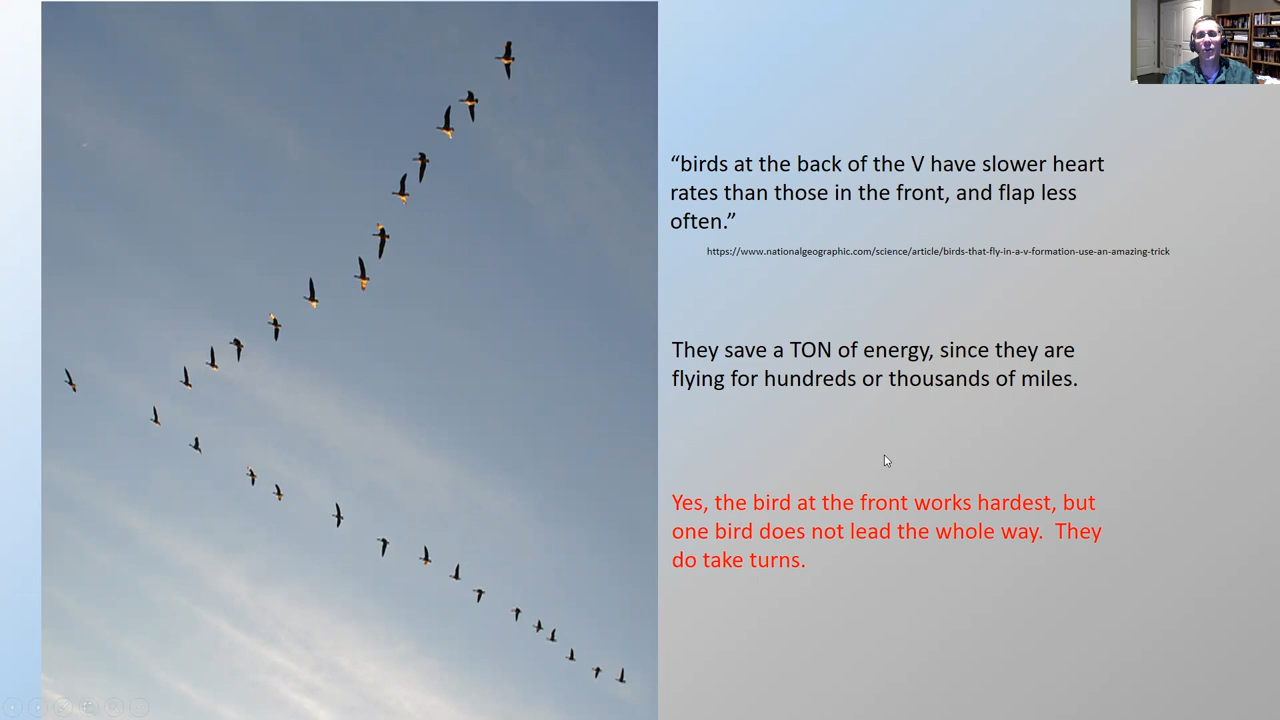 “birds at the back of the V have slower heart
rates than those in the front, and flap less
often.”
https://www.nationalgeographic.com/science/article/birds-that-fly-in-a-v-formation-use-an-amazing-trick
They save a TON of energy, since they are
flying for hundreds or thousands of miles.
Yes, the bird at the front works hardest, but
one bird does not lead the whole way.  They
do take turns.